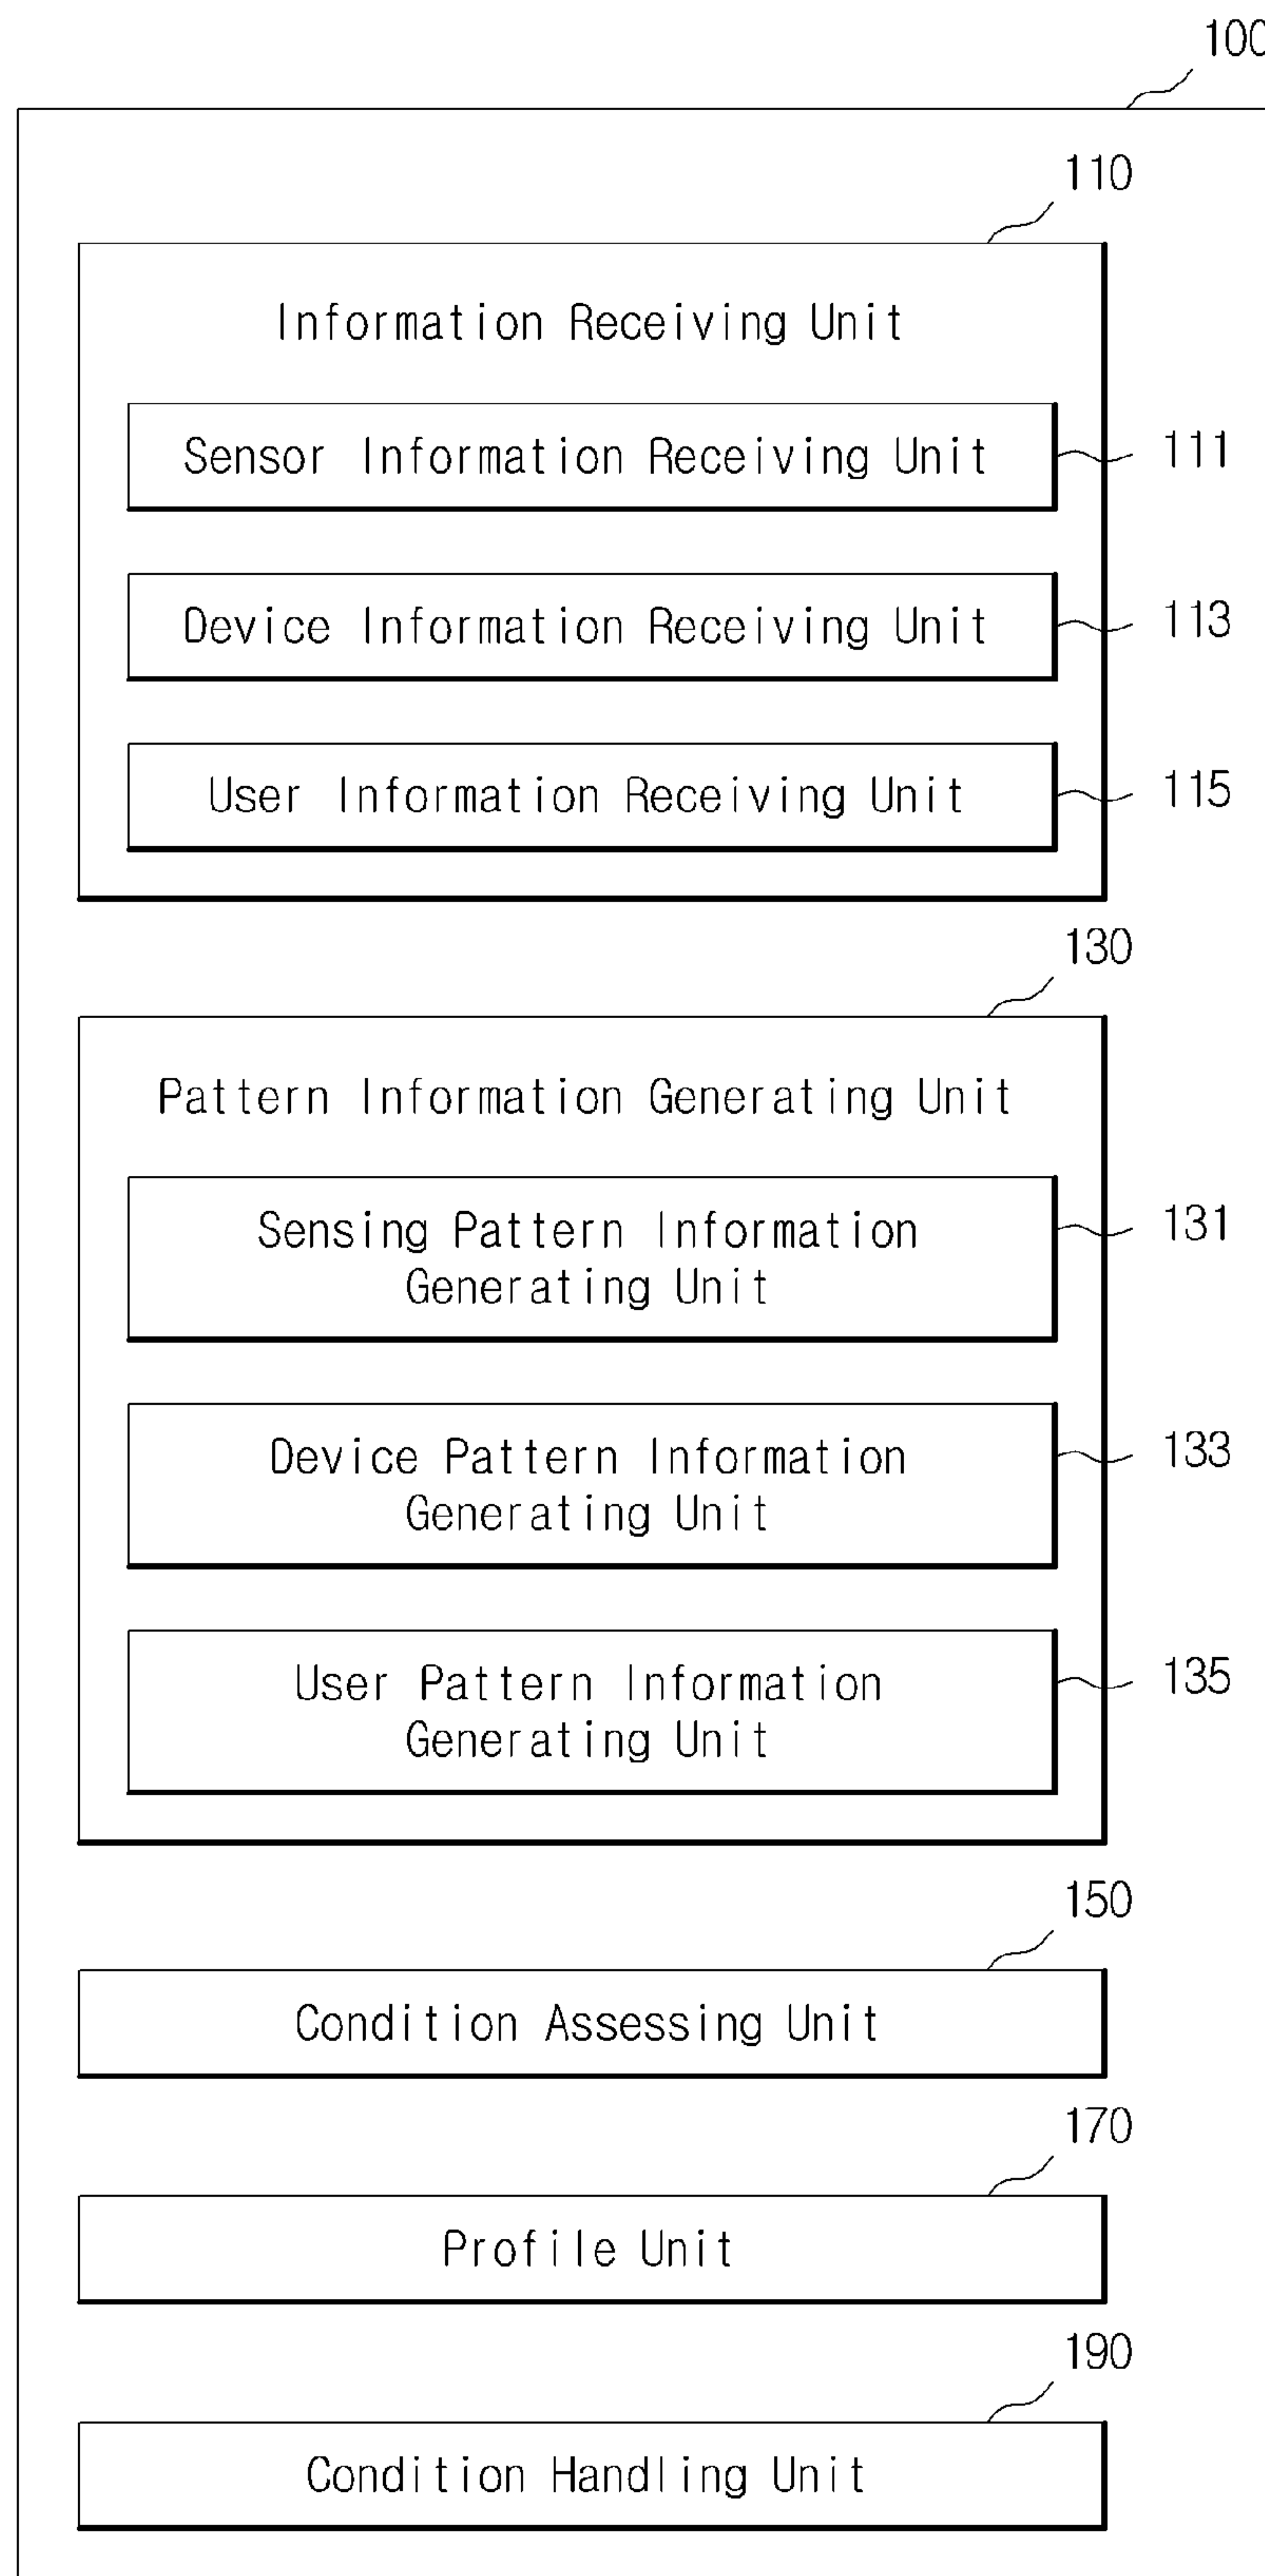 100
110
Information Receiving Unit
Sensor Information Receiving Unit
111
Device Information Receiving Unit
113
User Information Receiving Unit
115
130
Pattern Information Generating Unit
Sensing Pattern Information
Generating Unit
131
Device Pattern Information
Generating Unit
133
User Pattern Information
Generating Unit
135
150
Condition Assessing Unit
170
Profile Unit
190
Condition Handling Unit